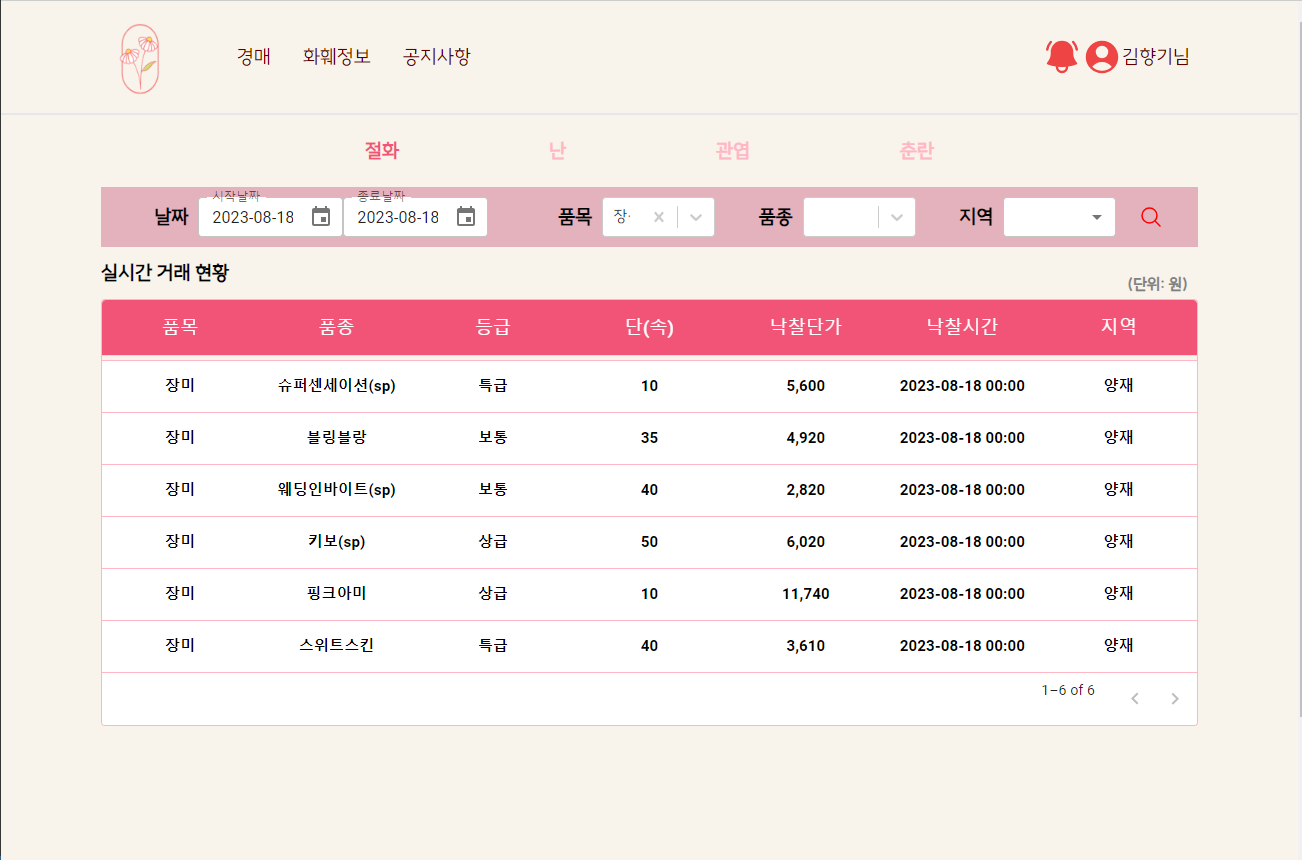 경매 화훼정보 공지사항 김향기님
절화 난 관엽 춘란
시작날짜 종료날짜
날짜 2023-08-18 2023-08-18 품목 장· 품종 지역
실시간 거래 현황
(단위: 원)
품목 품종 등급 단(속) 낙찰단가 낙찰시간 지역
장미 슈퍼센세이션(sp) 특급 10 5,600 2023-08-18 00:00 양재
장미 블링블랑 보통 35 4,920 2023-08-18 00:00 양재
장미 웨딩인바이트(sp) 보통 40 2,820 2023-08-18 00:00 양재
장미 키보(sp) 상급 50 6,020 2023-08-18 00:00 양재
장미 핑크아미 상급 10 11,740 2023-08-18 00:00 양재
장미 스위트스킨 특급 40 3,610 2023-08-18 00:00 양재
1–6 of 6